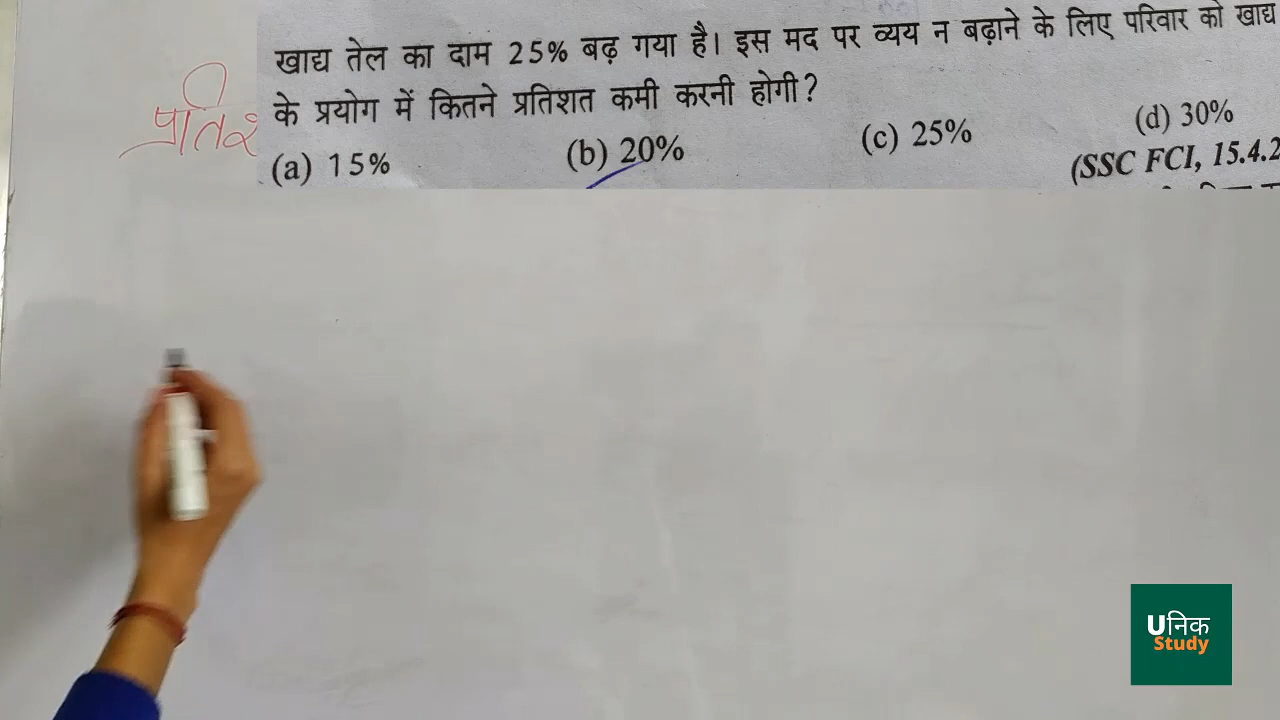 खाद्य तेल का दाम 25% बढ़ गया है। इस मद पर व्यय न बढ़ाने के लिए परिवार को खाद्य
के प्रयोग में कितने प्रतिशत कमी करनी होगी?
(a) 15% (b) 20% (c) 25% (d) 30%
(SSC FCI, 15.4.2
Uनिक
Study